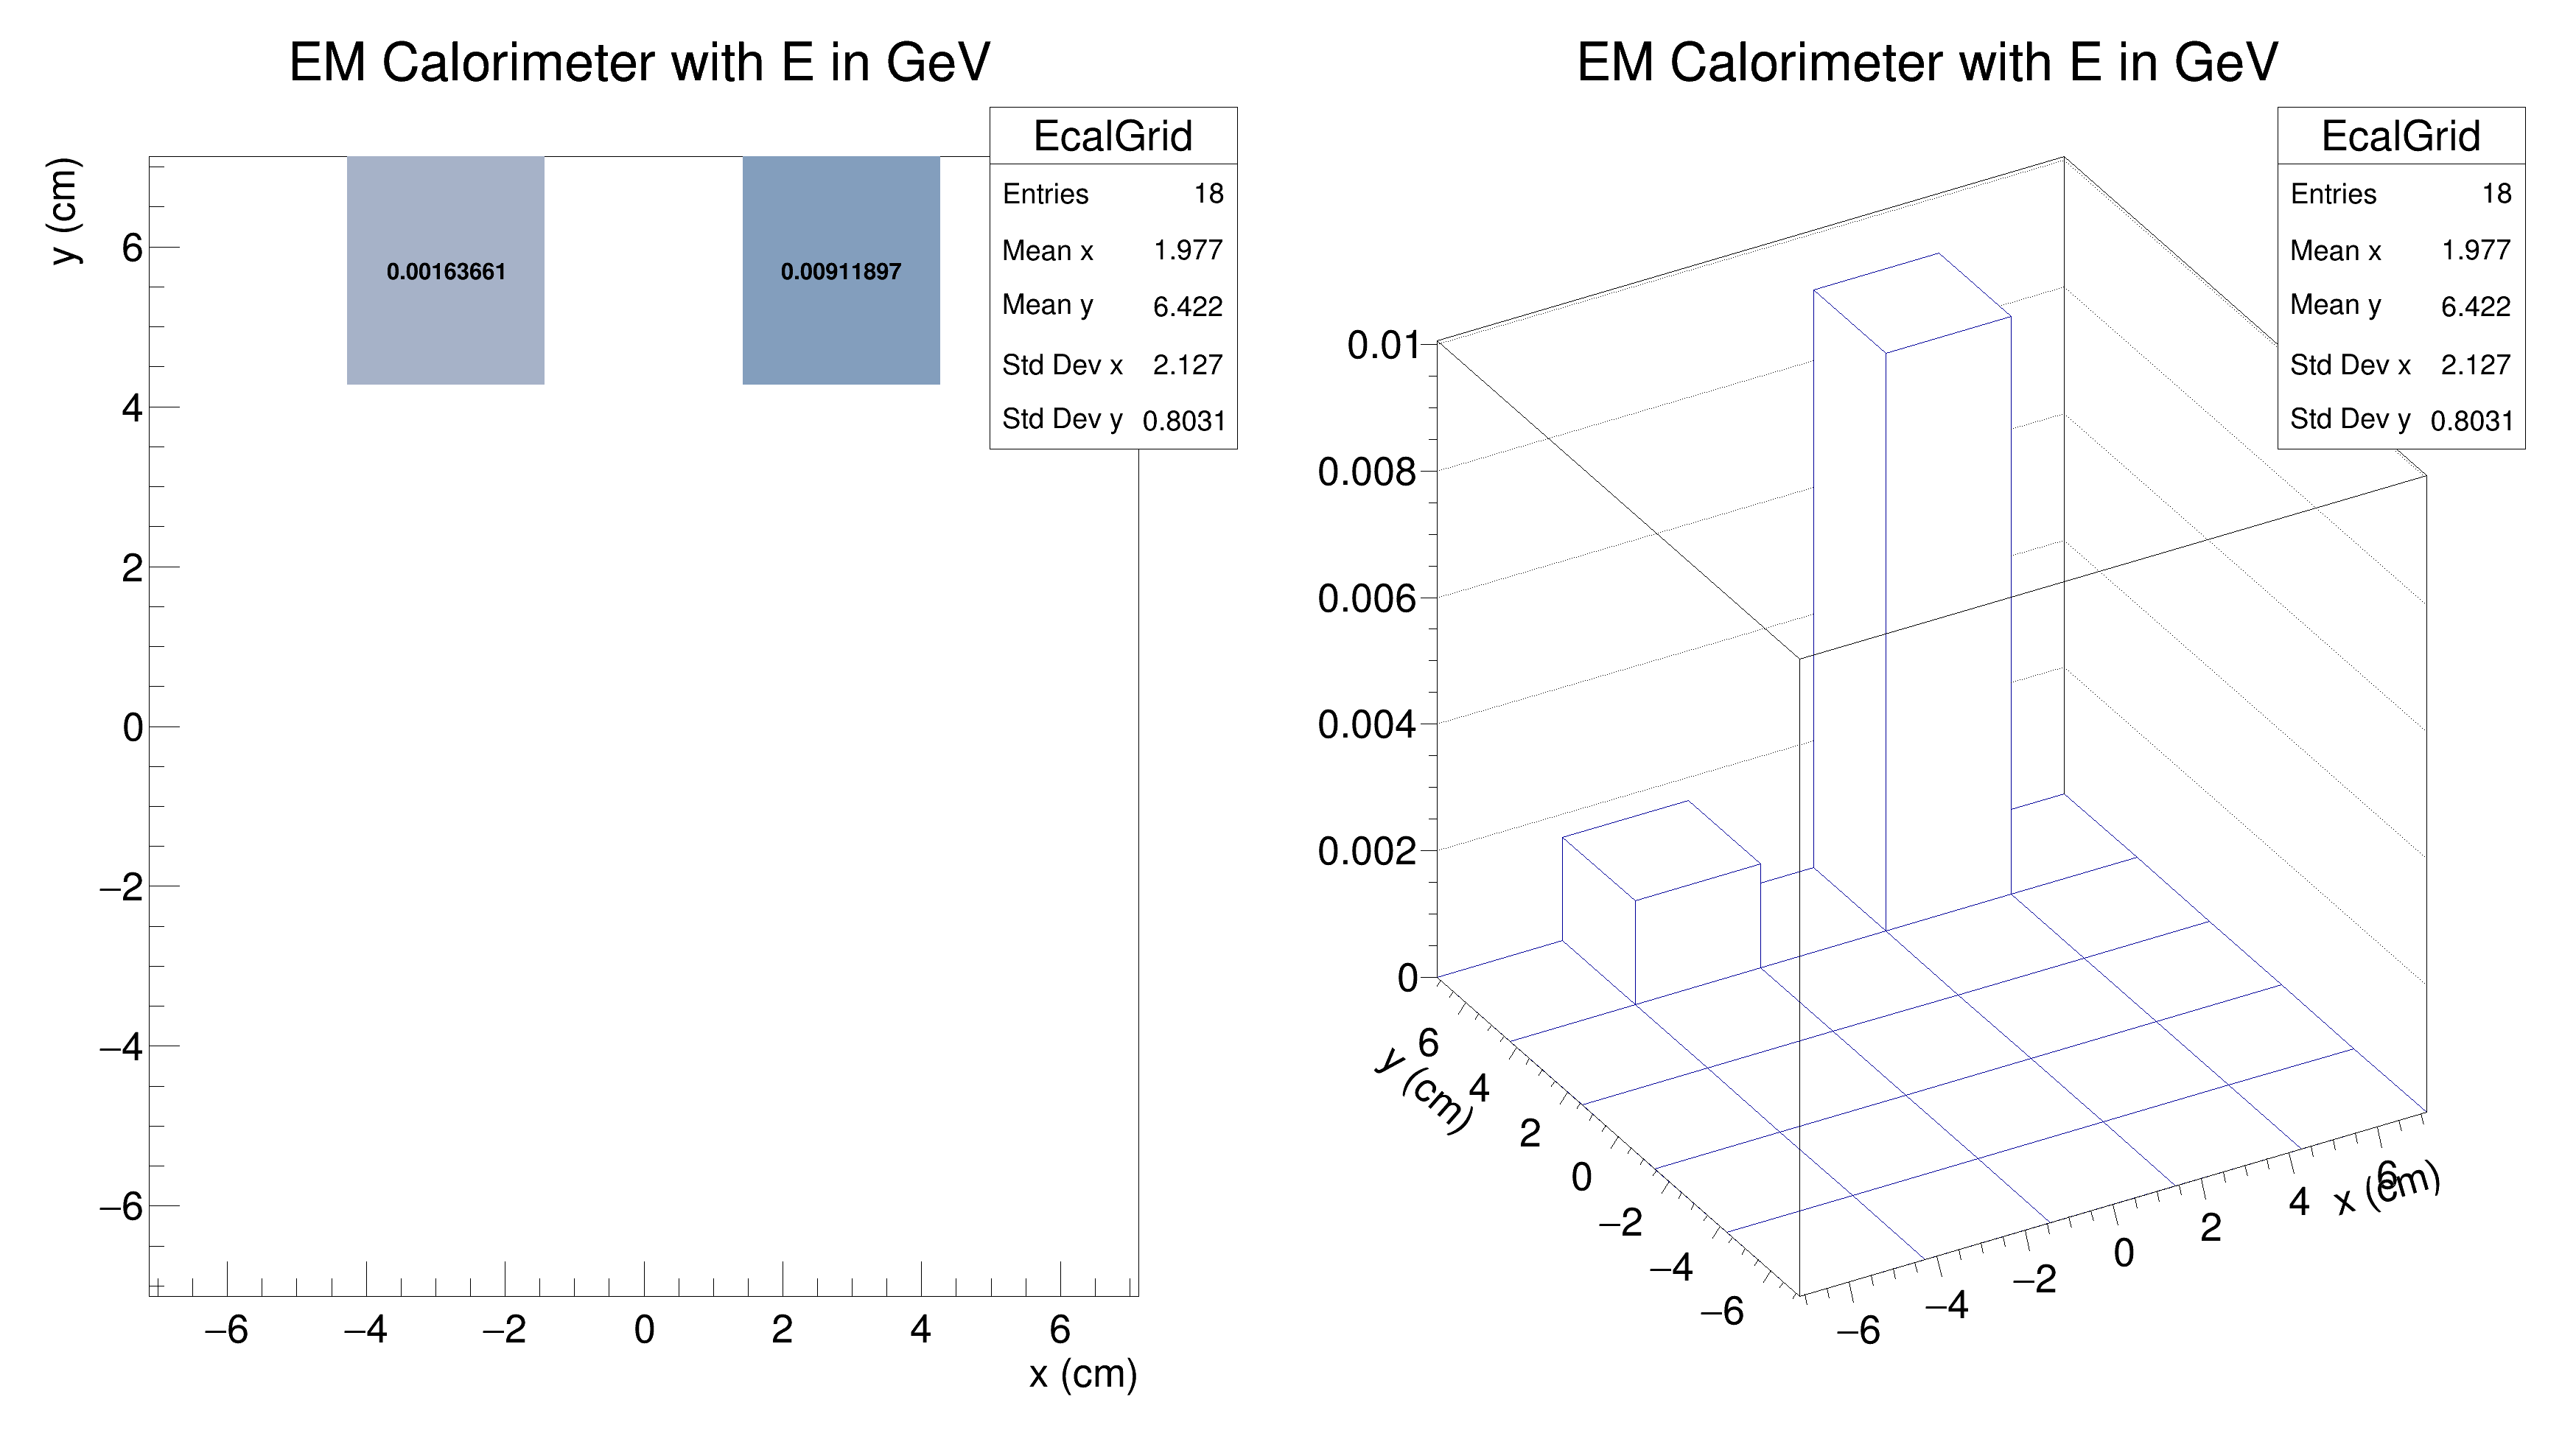 EM Calorimeter with E in GeV
EcalGrid
Entries 18
Mean x 1.977
Mean y 6.422
Std Dev x 2.127
Std Dev y 0.8031
y (cm)
0.00163661 0.00911897
6
4
2
0
−2
−4
−6
−6 −4 −2 0 2 4 6
x (cm)
EM Calorimeter with E in GeV
EcalGrid
Entries 18
Mean x 1.977
Mean y 6.422
Std Dev x 2.127
Std Dev y 0.8031
0.01
0.008
0.006
0.004
0.002
0
6
4
2
0
−2
−4
−6
y (cm)
−6 −4 −2 0 2 4 6
x (cm)